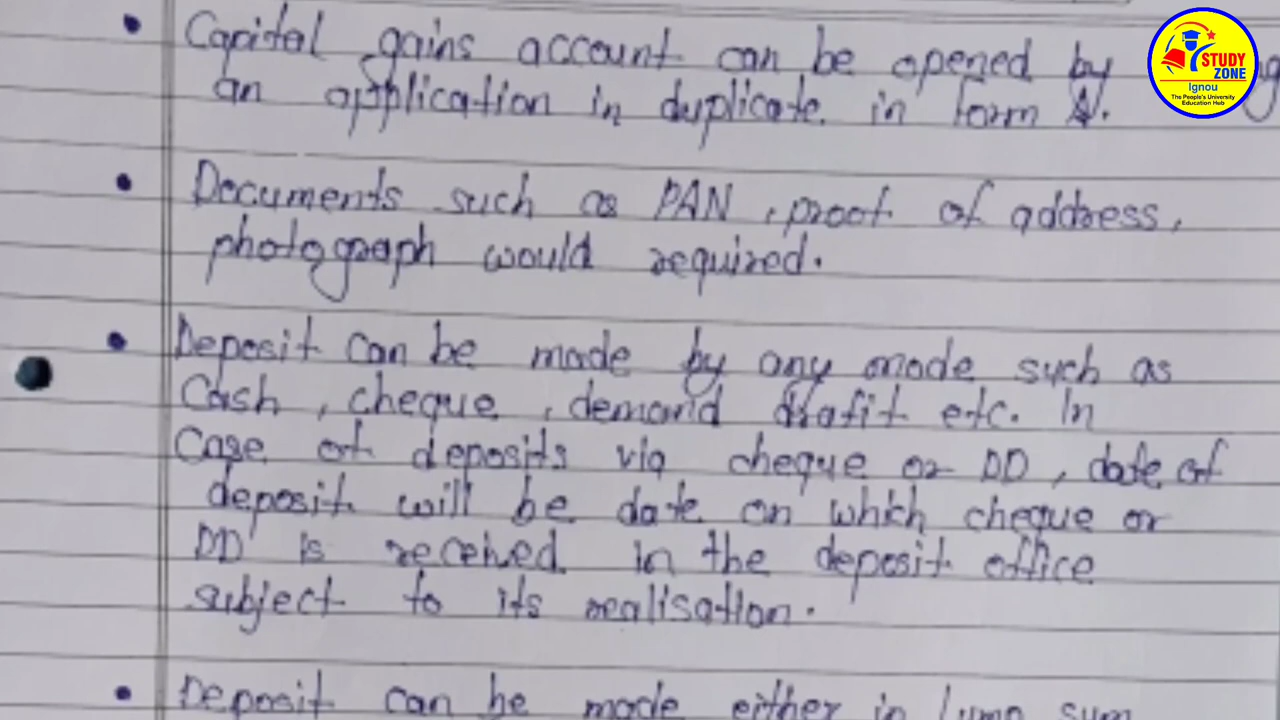 • Capital gains account can be opened by
an application in duplicate in form A.
• Documents such as PAN, proof of address,
photograph would required.
• Deposit can be made by any mode such as
Cash, cheque, demand drafit etc. In
Case of deposits via cheque or DD, date of
deposit will be date on which cheque or
DD is received in the deposit office
subject to its realisation.
• Deposit can be made either in lump sum
STUDY
ZONE
Ignou
The People's University
Education Hub